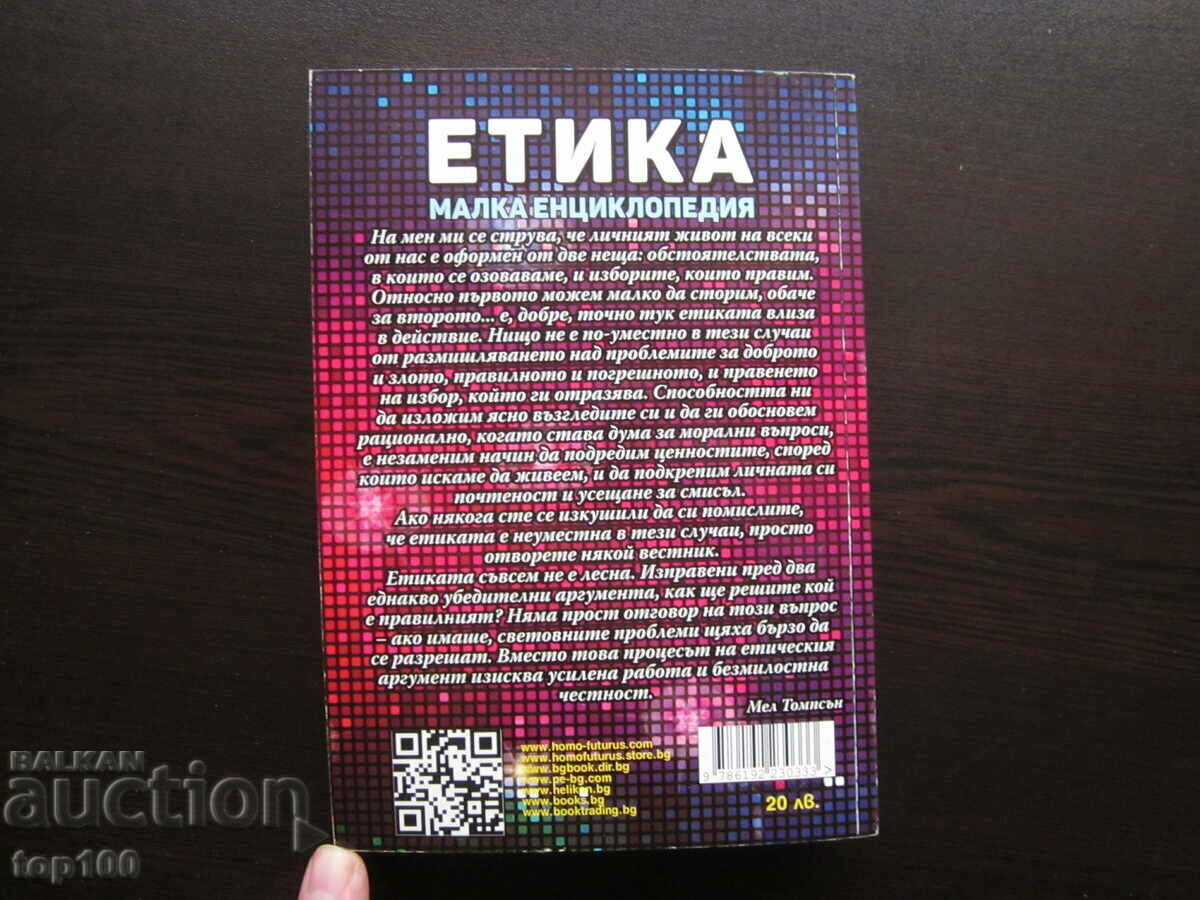 ЕТИКА
МАЛКА ЕНЦИКЛОПЕДИЯ
На мен ми се струва, че личният живот на всеки
от нас е оформен от две неща: обстоятелствата,
в които се озоваваме, и изборите, които правим.
Относно първото можем малко да сторим, обаче
за второто... е, добре, точно тук етиката влиза
в действие. Нищо не е по-уместно в тези случаи
от размишляването над проблемите за доброто
и злото, правилното и погрешното, и правенето
на избор, който ги отразява. Способността ни
да изложим ясно възгледите си и да ги обосновем
рационално, когато става дума за морални въпроси,
е незаменим начин да подредим ценностите, според
които искаме да живеем, и да подкрепим личната си
почтеност и усещане за смисъл.
Ако някога сте се изкушили да си помислите,
че етиката е неуместна в тези случаи, просто
отворете някой вестник.
Етиката съвсем не е лесна. Изправени пред два
еднакво убедителни аргумента, как ще решите кой
е правилният? Няма прост отговор на този въпрос
– ако имаше, световните проблеми щяха бързо да
се разрешат. Вместо това процесът на етическия
аргумент изисква усилена работа и безмилостна
честност.
Мел Томпсън
www.homo-futurus.com
www.homofuturus.store.bg
www.bgbook.dir.bg
www.pe-bg.com
www.helikon.bg
www.books.bg
www.booktrading.bg
9 786192 230333 >
20 лв.
BALKAN
auction
top100